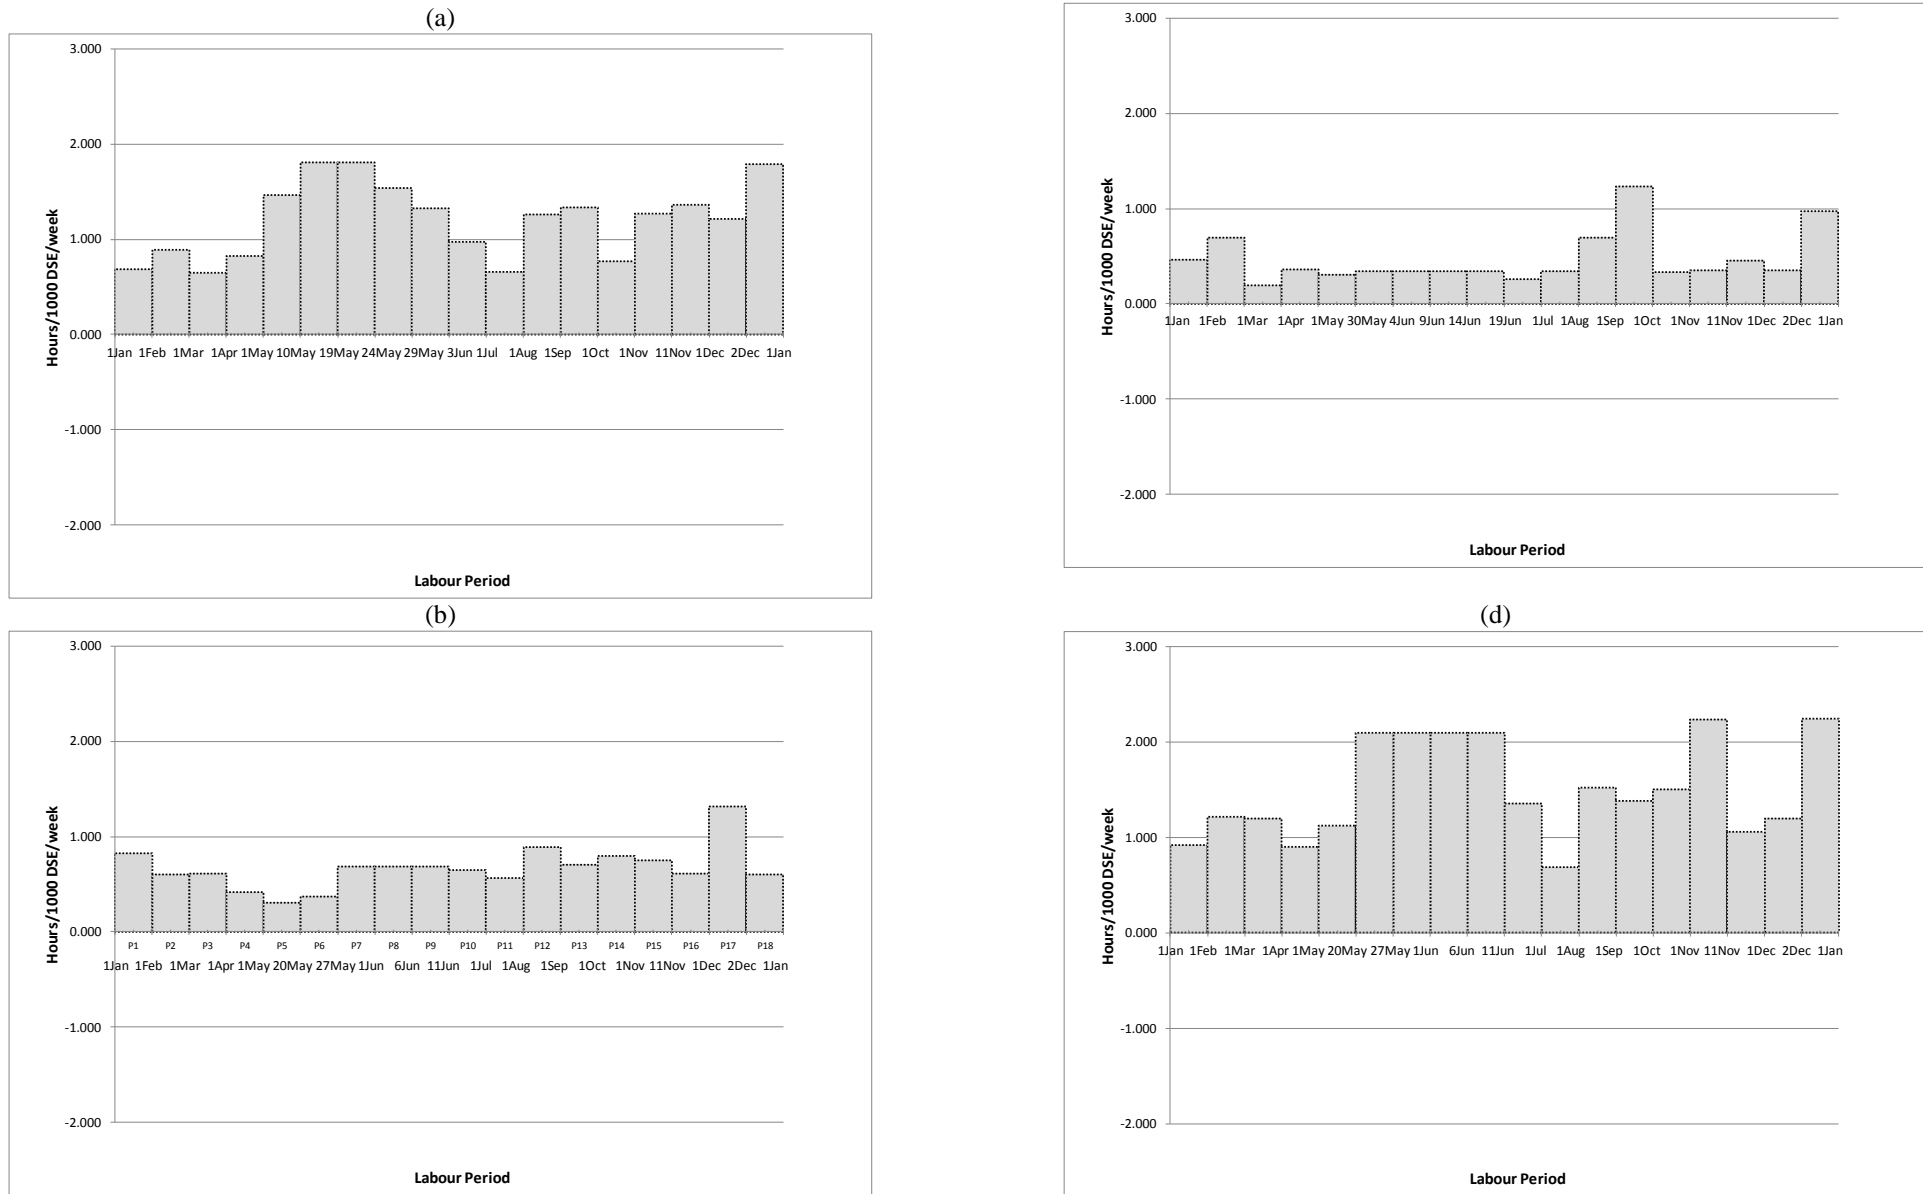 (a)
3.000
2.000
1.000
0.000
-1.000
-2.000
Hours/1000 DSE/week
1Jan 1Feb 1Mar 1Apr 1May 10May 19May 24May 29May 3Jun 1Jul 1Aug 1Sep 1Oct 1Nov 11Nov 1Dec 2Dec 1Jan
Labour Period
3.000
2.000
1.000
0.000
-1.000
-2.000
Hours/1000 DSE/week
1Jan 1Feb 1Mar 1Apr 1May 30May 4Jun 9Jun 14Jun 19Jun 1Jul 1Aug 1Sep 1Oct 1Nov 11Nov 1Dec 2Dec 1Jan
Labour Period
(b)
3.000
2.000
1.000
0.000
-1.000
-2.000
Hours/1000 DSE/week
P1 P2 P3 P4 P5 P6 P7 P8 P9 P10 P11 P12 P13 P14 P15 P16 P17 P18
1Jan 1Feb 1Mar 1Apr 1May 20May 27May 1Jun 6Jun 11Jun 1Jul 1Aug 1Sep 1Oct 1Nov 11Nov 1Dec 2Dec 1Jan
Labour Period
(d)
3.000
2.000
1.000
0.000
-1.000
-2.000
Hours/1000 DSE/week
1Jan 1Feb 1Mar 1Apr 1May 20May 27May 1Jun 6Jun 11Jun 1Jul 1Aug 1Sep 1Oct 1Nov 11Nov 1Dec 2Dec 1Jan
Labour Period